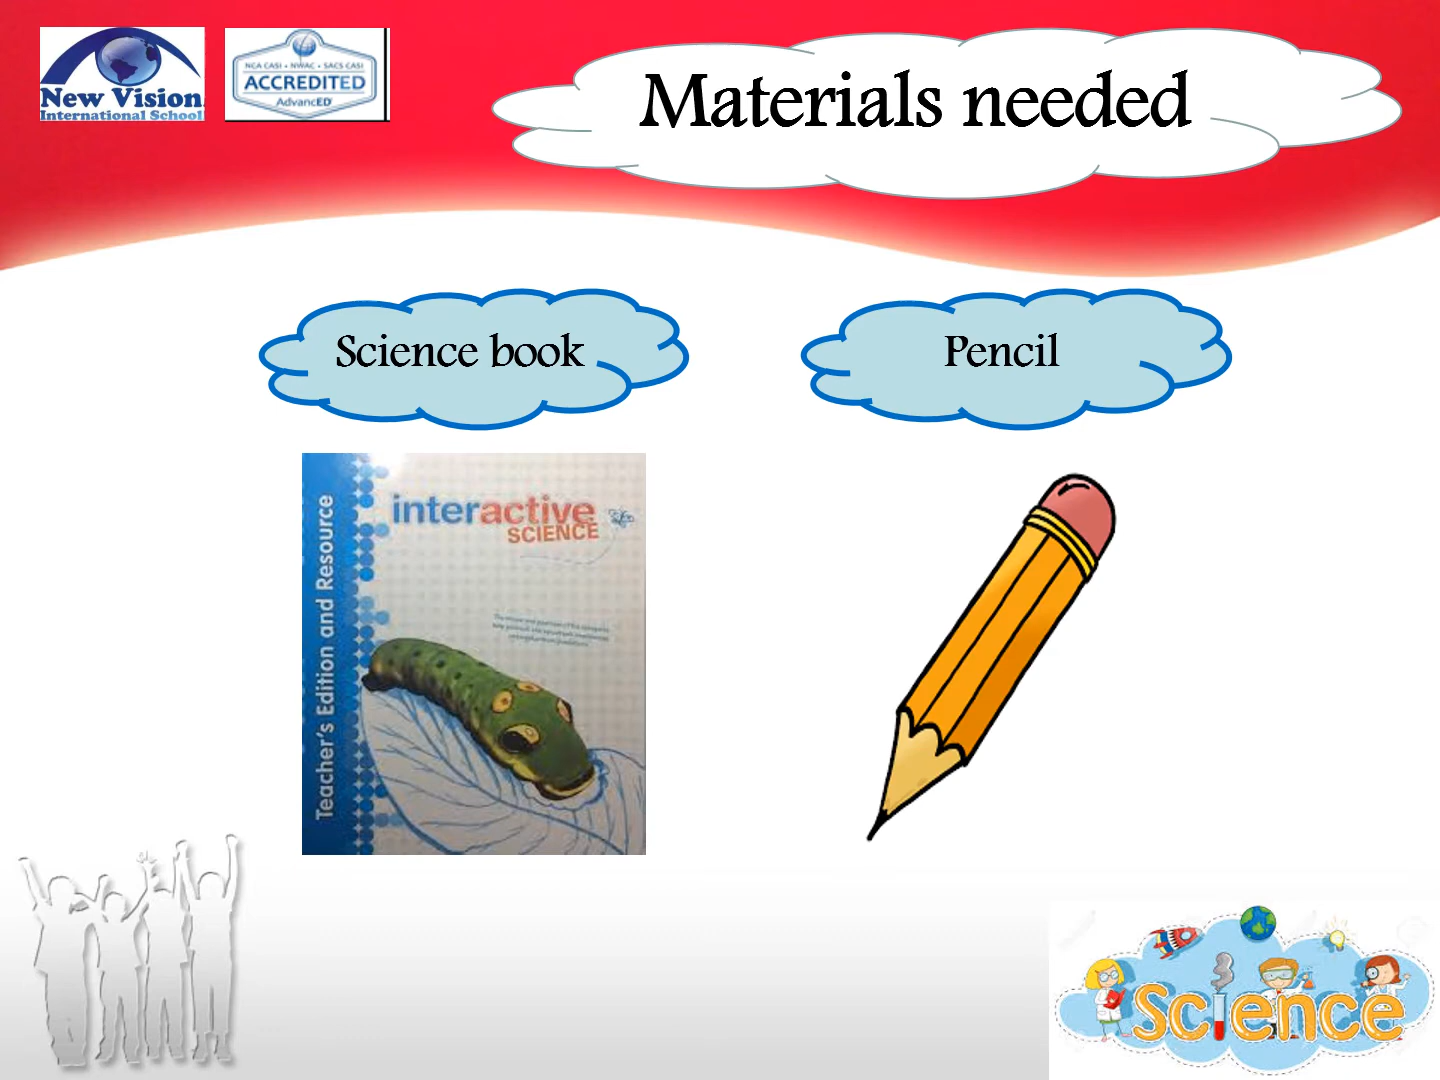 New Vision
International School
NCA CASI • NWAC • SACS CASI
ACCREDITED
AdvancED
Materials needed
Science book
Pencil
Teacher's Edition and Resource
interactive
SCIENCE
Science